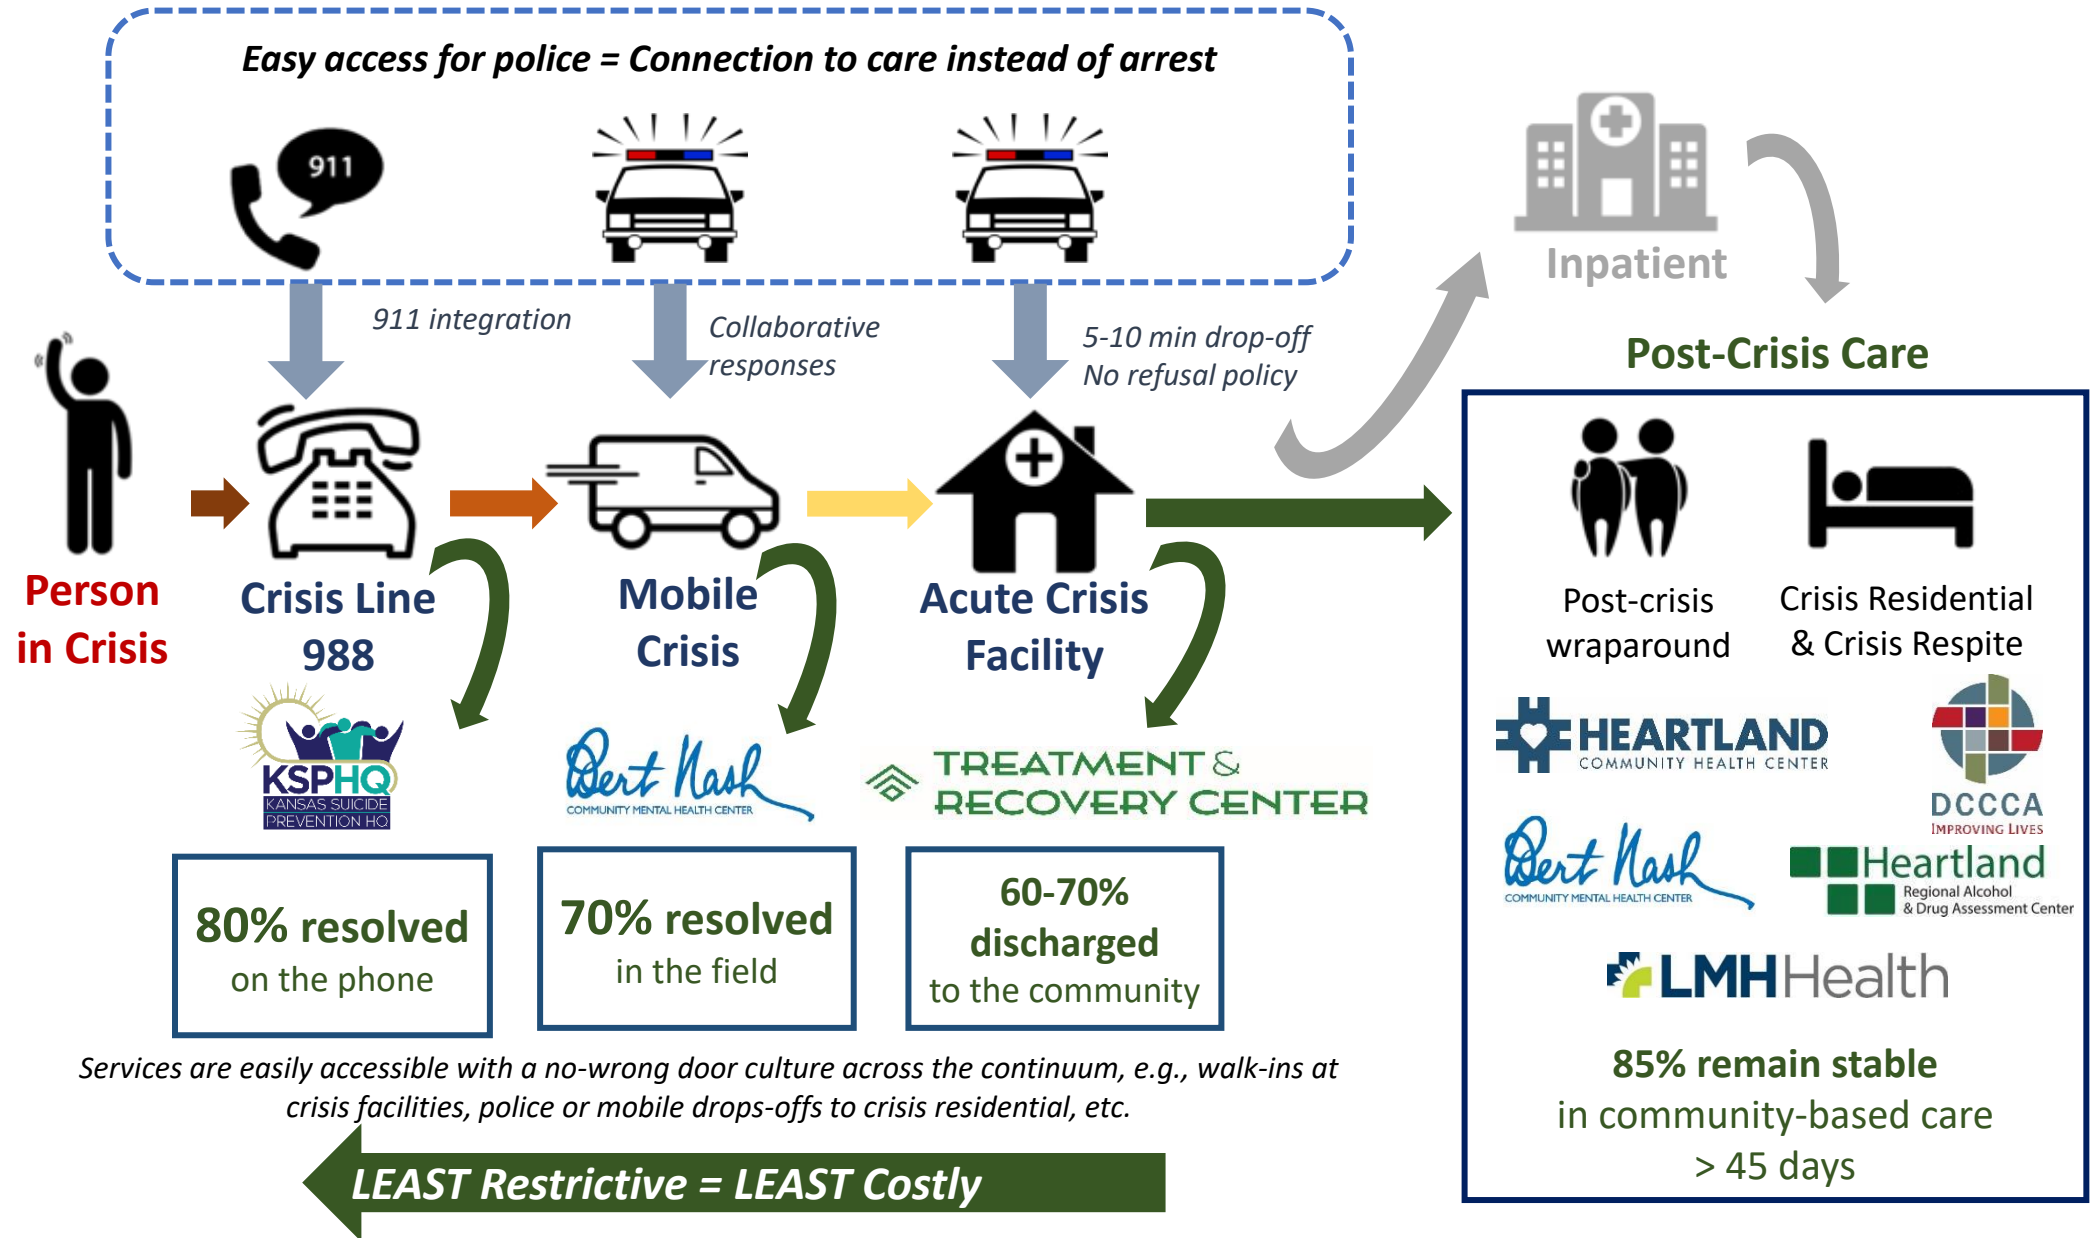 Easy access for police = Connection to care instead of arrest
911
911 integration
Collaborative
responses
5-10 min drop-off
No refusal policy
Inpatient
Person
in Crisis
Crisis Line
988
Mobile
Crisis
Acute Crisis
Facility
KSPHQ
KANSAS SUICIDE
PREVENTION HQ
Bert Nash
COMMUNITY MENTAL HEALTH CENTER
TREATMENT &
RECOVERY CENTER
80% resolved
on the phone
70% resolved
in the field
60-70%
discharged
to the community
Services are easily accessible with a no-wrong door culture across the continuum, e.g., walk-ins at
crisis facilities, police or mobile drops-offs to crisis residential, etc.
LEAST Restrictive = LEAST Costly
Post-Crisis Care
Post-crisis
wraparound
Crisis Residential
& Crisis Respite
HEARTLAND
COMMUNITY HEALTH CENTER
DCCCA
IMPROVING LIVES
Bert Nash
COMMUNITY MENTAL HEALTH CENTER
Heartland
Regional Alcohol
& Drug Assessment Center
LMH Health
85% remain stable
in community-based care
> 45 days